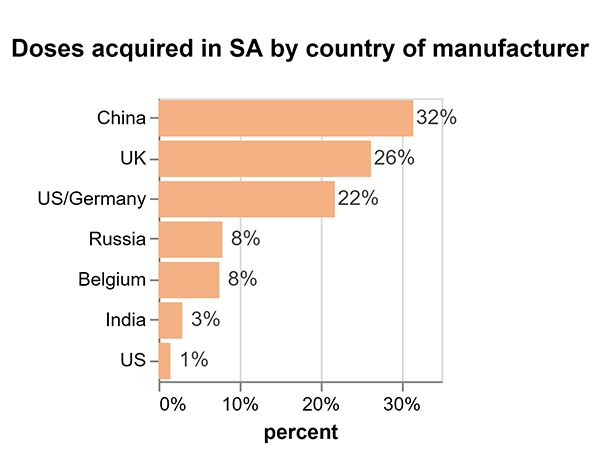 Doses acquired in SA by country of manufacturer
China 32%
UK 26%
US/Germany 22%
Russia 8%
Belgium 8%
India 3%
US 1%
0% 10% 20% 30%
percent